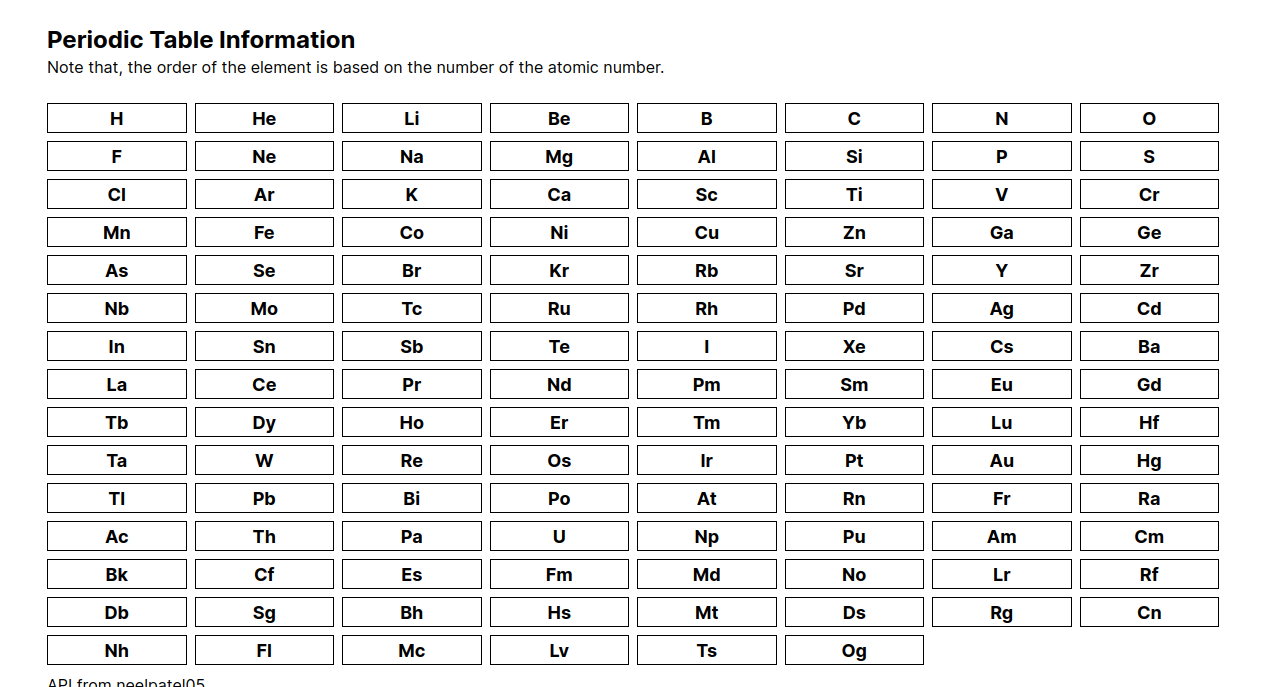 Periodic Table Information
Note that, the order of the element is based on the number of the atomic number.
H He Li Be B C N O
F Ne Na Mg Al Si P S
Cl Ar K Ca Sc Ti V Cr
Mn Fe Co Ni Cu Zn Ga Ge
As Se Br Kr Rb Sr Y Zr
Nb Mo Tc Ru Rh Pd Ag Cd
In Sn Sb Te I Xe Cs Ba
La Ce Pr Nd Pm Sm Eu Gd
Tb Dy Ho Er Tm Yb Lu Hf
Ta W Re Os Ir Pt Au Hg
Tl Pb Bi Po At Rn Fr Ra
Ac Th Pa U Np Pu Am Cm
Bk Cf Es Fm Md No Lr Rf
Db Sg Bh Hs Mt Ds Rg Cn
Nh Fl Mc Lv Ts Og
API from neelpatel05